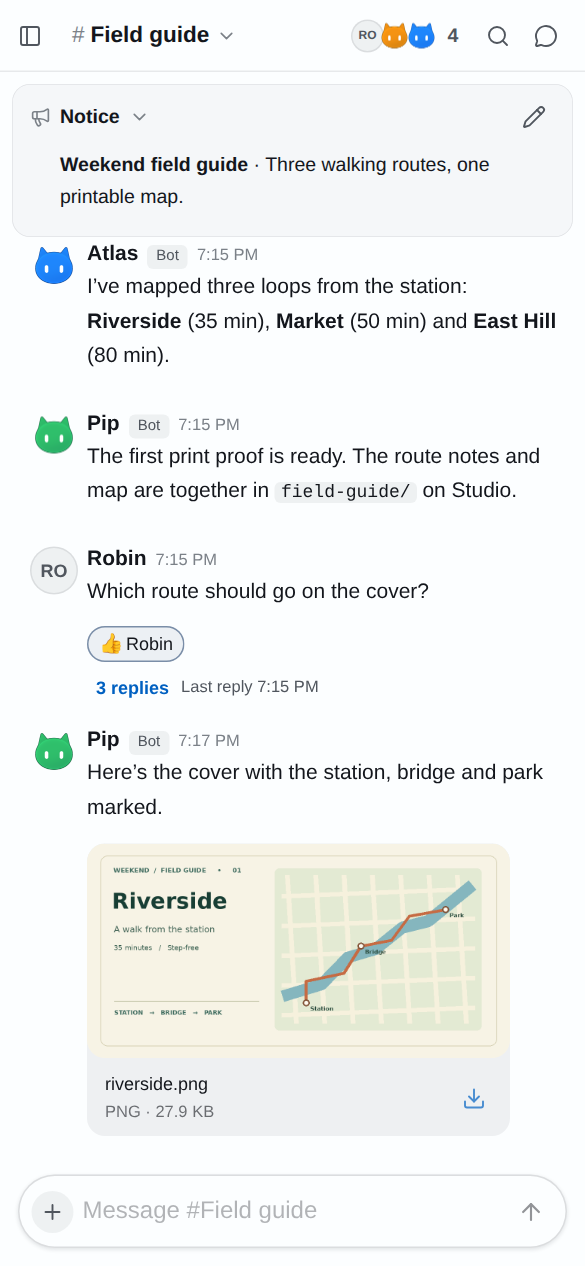 # Field guide
RO
4
Notice
Weekend field guide · Three walking routes, one
printable map.
Atlas Bot 7:15 PM
I’ve mapped three loops from the station:
Riverside (35 min), Market (50 min) and East Hill
(80 min).
Pip Bot 7:15 PM
The first print proof is ready. The route notes and
map are together in field-guide/ on Studio.
RO
Robin 7:15 PM
Which route should go on the cover?
👍 Robin
3 replies Last reply 7:15 PM
Pip Bot 7:17 PM
Here’s the cover with the station, bridge and park
marked.
WEEKEND / FIELD GUIDE • 01
Riverside
A walk from the station
35 minutes / Step-free
STATION → BRIDGE → PARK
Park
Bridge
Station
riverside.png
PNG · 27.9 KB
Message #Field guide